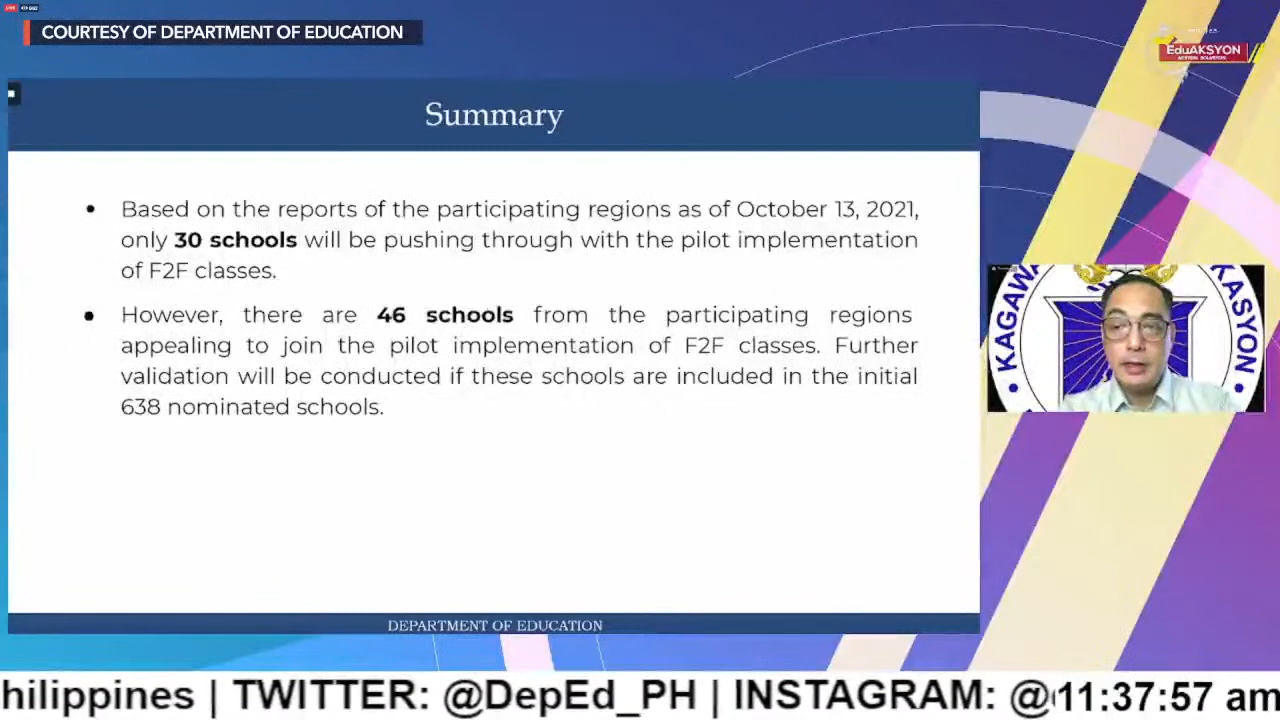 LIVE
COURTESY OF DEPARTMENT OF EDUCATION
EduAKSYON
Summary
• Based on the reports of the participating regions as of October 13, 2021,
only 30 schools will be pushing through with the pilot implementation
of F2F classes.
• However, there are 46 schools from the participating regions
appealing to join the pilot implementation of F2F classes. Further
validation will be conducted if these schools are included in the initial
638 nominated schools.
KAGAWA
KASYON
DEPARTMENT OF EDUCATION
hilippines | TWITTER: @DepEd_PH | INSTAGRAM: @ 11:37:57 am